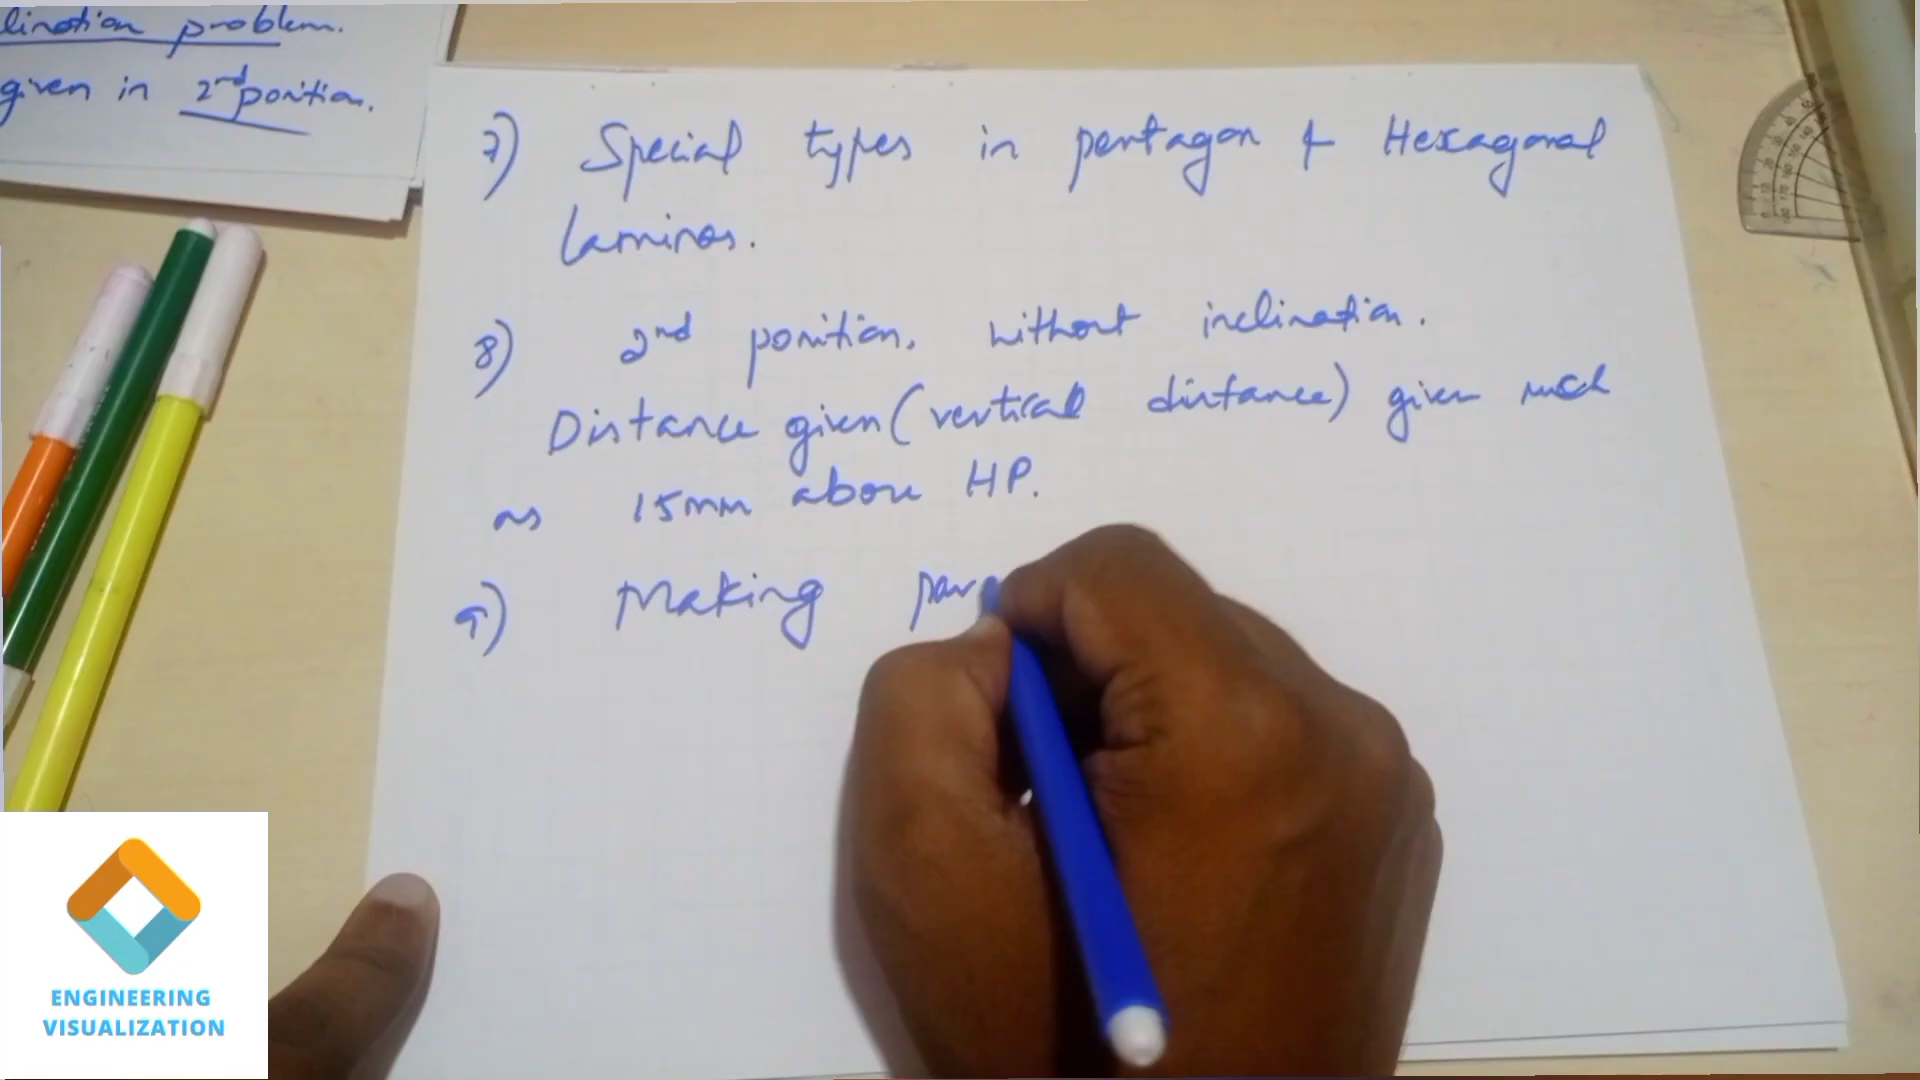 lination problem.
given in 2nd position.
7) Special types in pentagon & Hexagonal
Laminas.
8) 2nd position, without inclination.
Distance given (vertical distance) given such
as 15mm above HP.
9) Making para
ENGINEERING
VISUALIZATION